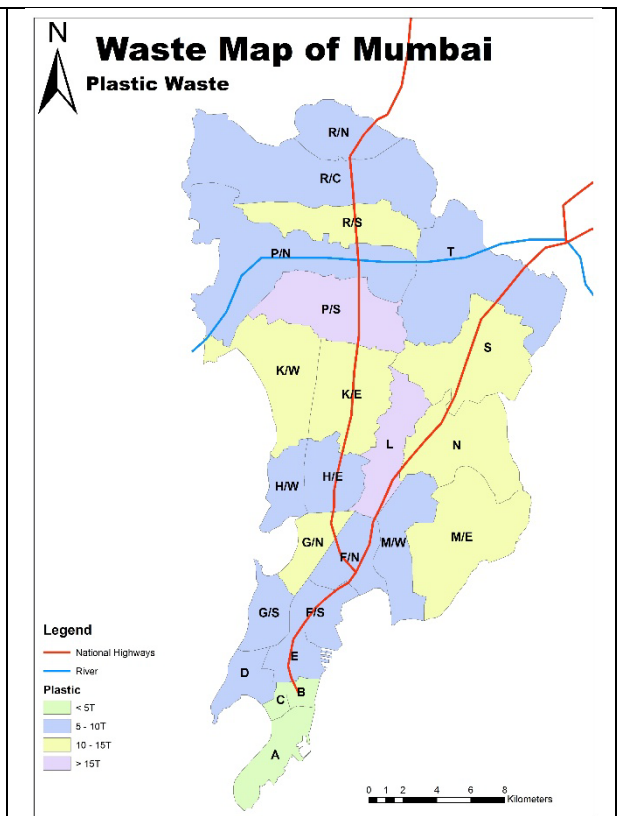 N
Waste Map of Mumbai
Plastic Waste
R/N
R/C
R/S
P/N
T
P/S
S
K/W
K/E
L
N
H/W
H/E
G/N
F/N
M/W
M/E
G/S
F/S
E
D
B
C
A
Legend
National Highways
River
Plastic
< 5T
5 - 10T
10 - 15T
> 15T
0 1 2 4 6 8
Kilometers